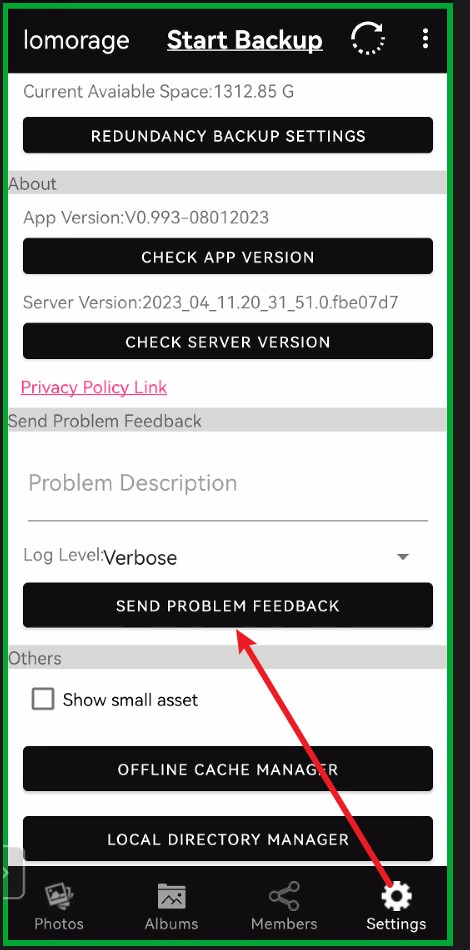 lomorage Start Backup
Current Avaiable Space:1312.85 G
REDUNDANCY BACKUP SETTINGS
About
App Version:V0.993-08012023
CHECK APP VERSION
Server Version:2023_04_11.20_31_51.0.fbe07d7
CHECK SERVER VERSION
Privacy Policy Link
Send Problem Feedback
Problem Description
Log Level:Verbose
SEND PROBLEM FEEDBACK
Others
Show small asset
OFFLINE CACHE MANAGER
LOCAL DIRECTORY MANAGER
Photos Albums Members Settings